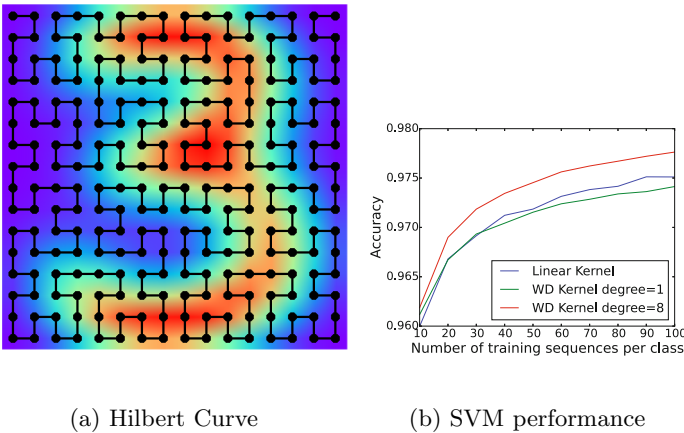 0.980
0.975
0.970
0.965
0.960
Accuracy
10 20 30 40 50 60 70 80 90 100
Number of training sequences per class
Linear Kernel
WD Kernel degree=1
WD Kernel degree=8
(a) Hilbert Curve
(b) SVM performance